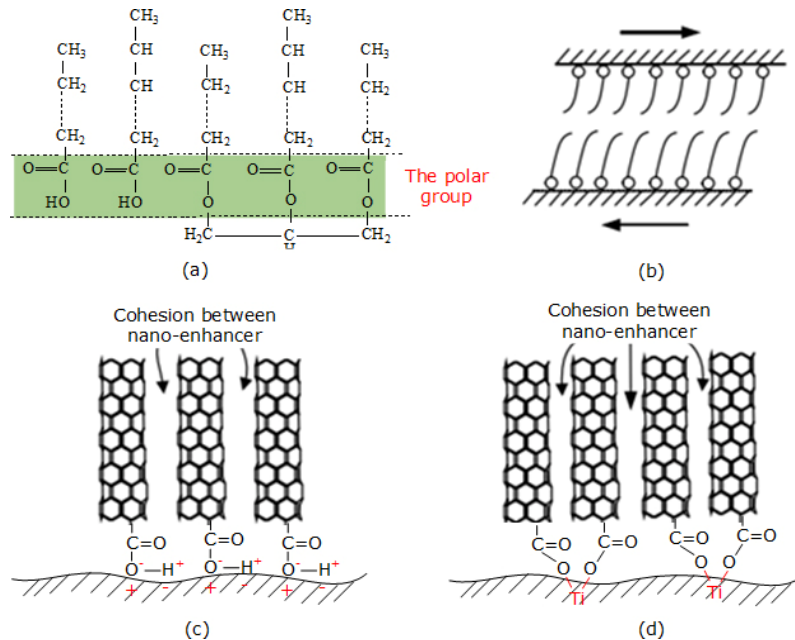 CH₃ CH₃
CH₃ CH CH₃ CH CH₃
CH₂ CH CH₂ CH CH₂
CH₂ CH₂ CH₂ CH₂ CH₂
O=C O=C O=C O=C O=C
HO HO O O O
H₂C C CH₂
H
The polar
group
(a)
(b)
Cohesion between
nano-enhancer
C=O C=O C=O
O⁻—H⁺ O⁻—H⁺ O⁻—H⁺
+ - + - + -
(c)
Cohesion between
nano-enhancer
C=O C=O C=O C=O
O O O O
Ti Ti
(d)